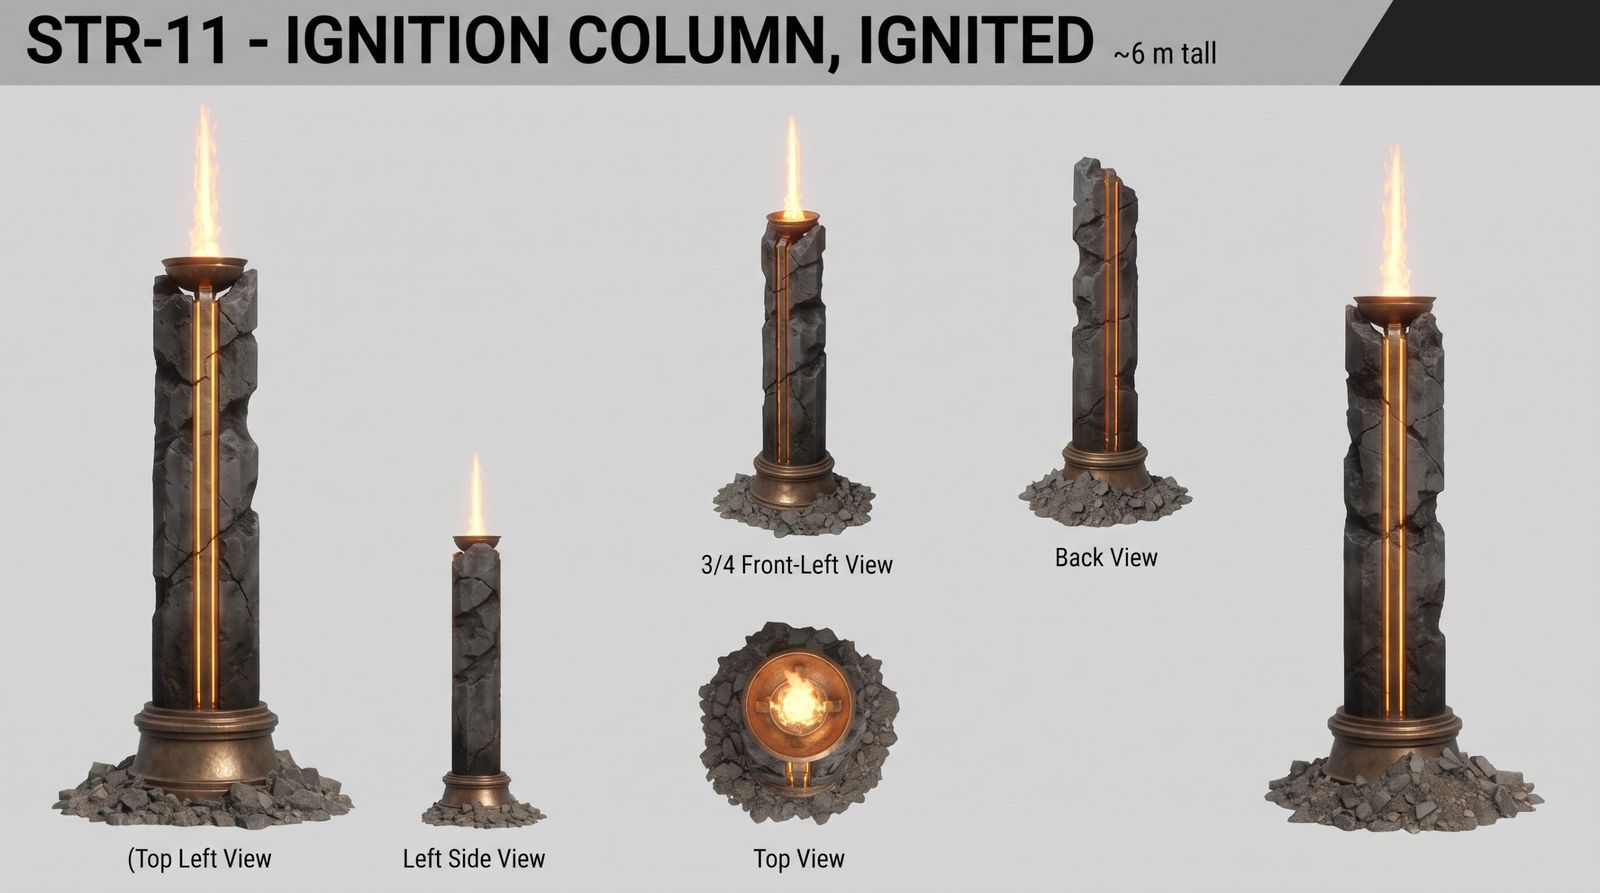 STR-11 - IGNITION COLUMN, IGNITED ~6 m tall
3/4 Front-Left View
Back View
(Top Left View
Left Side View
Top View